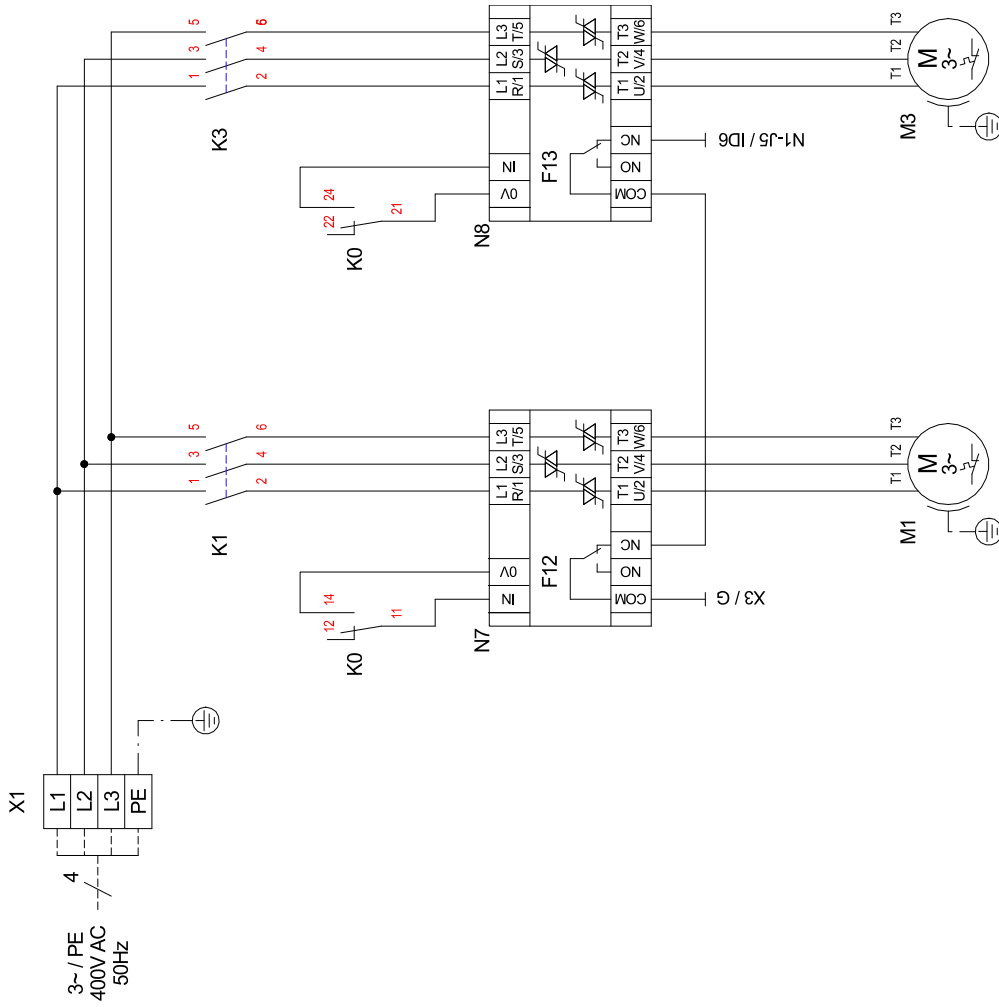 3~ / PE
400V AC
50Hz
4
X1
L1
L2
L3
PE
K1
1
3
5
2
4
6
K0
12
14
11
N7
IN
0V
L1
R/1
L2
S/3
L3
T/5
F12
COM
NO
NC
T1
U/2
T2
V/4
T3
W/6
X3 / G
M1
T1
T2
T3
M
3~
K3
1
3
5
2
4
6
K0
22
24
21
N8
0V
IN
L1
R/1
L2
S/3
L3
T/5
F13
COM
NO
NC
T1
U/2
T2
V/4
T3
W/6
N1-J5 / ID6
M3
T1
T2
T3
M
3~